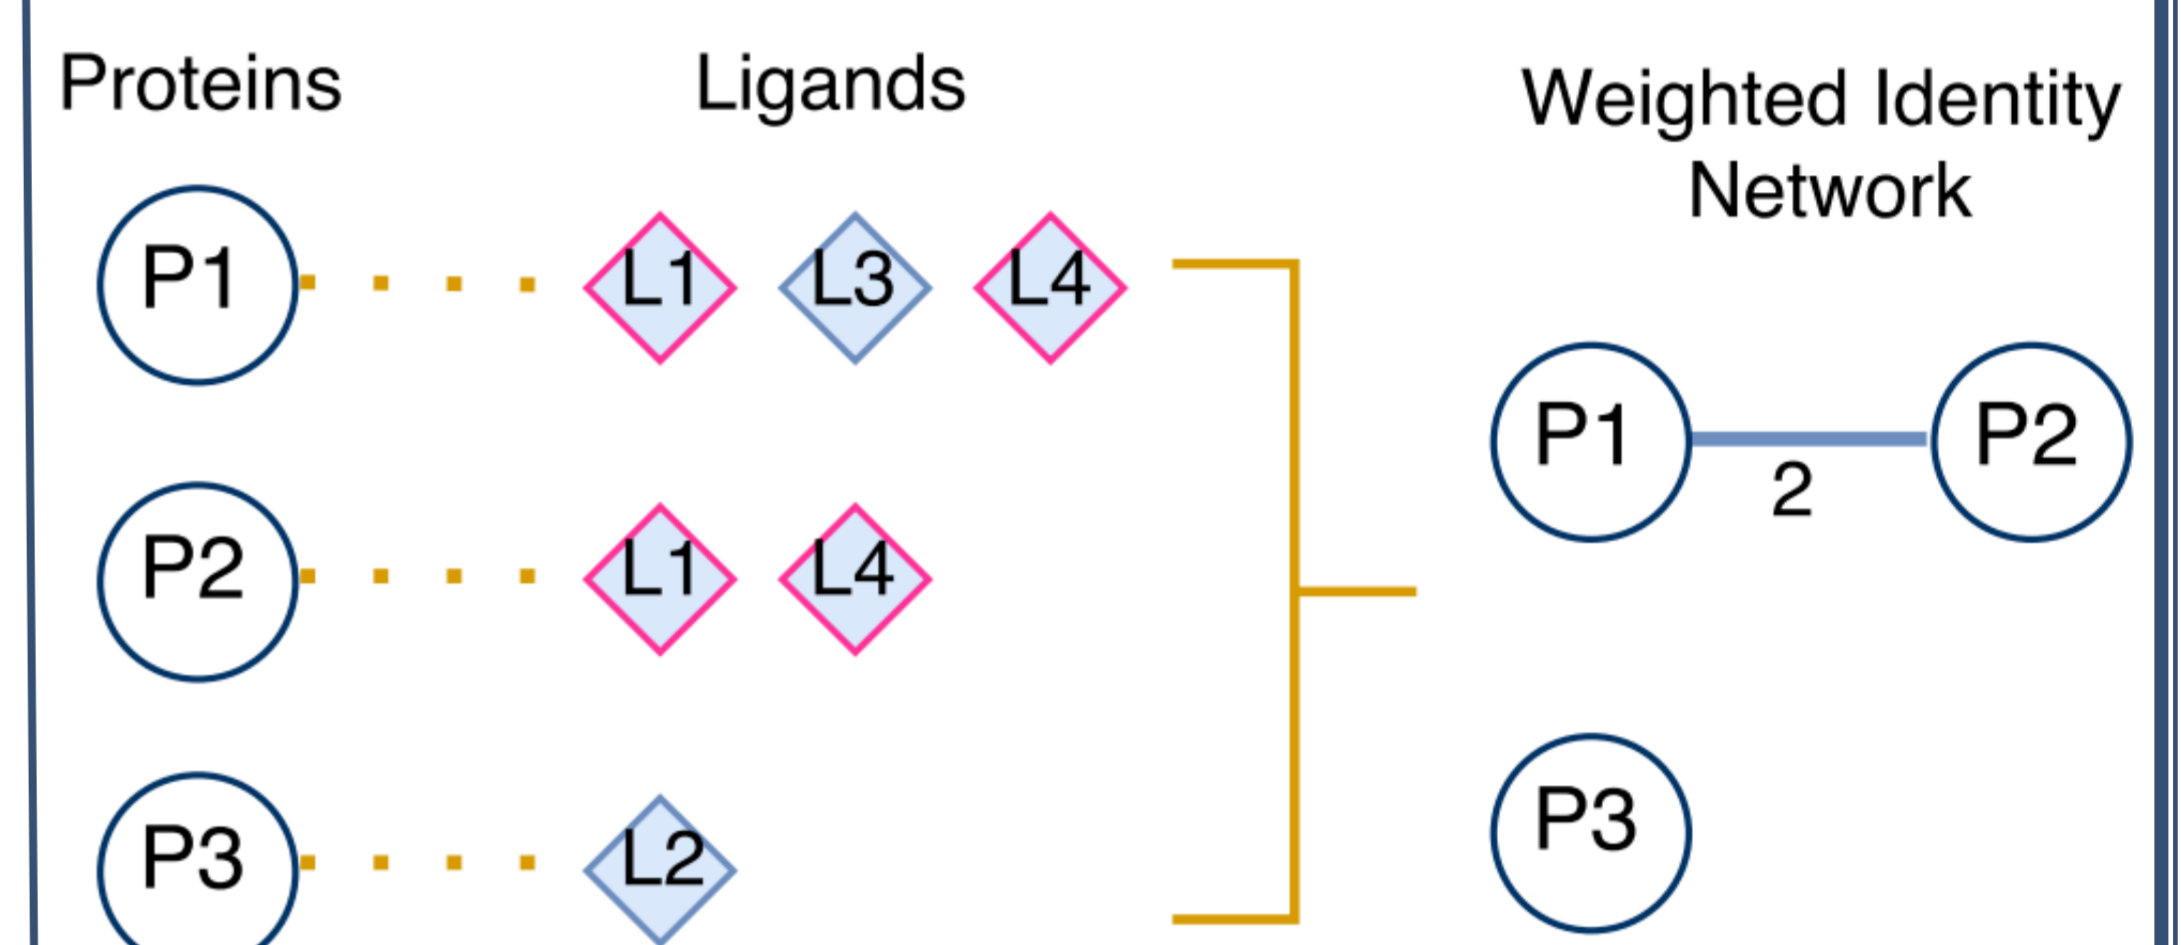 Proteins
Ligands
Weighted Identity
Network
P1
L1
L3
L4
P2
L1
L4
P3
L2
P1
2
P2
P3